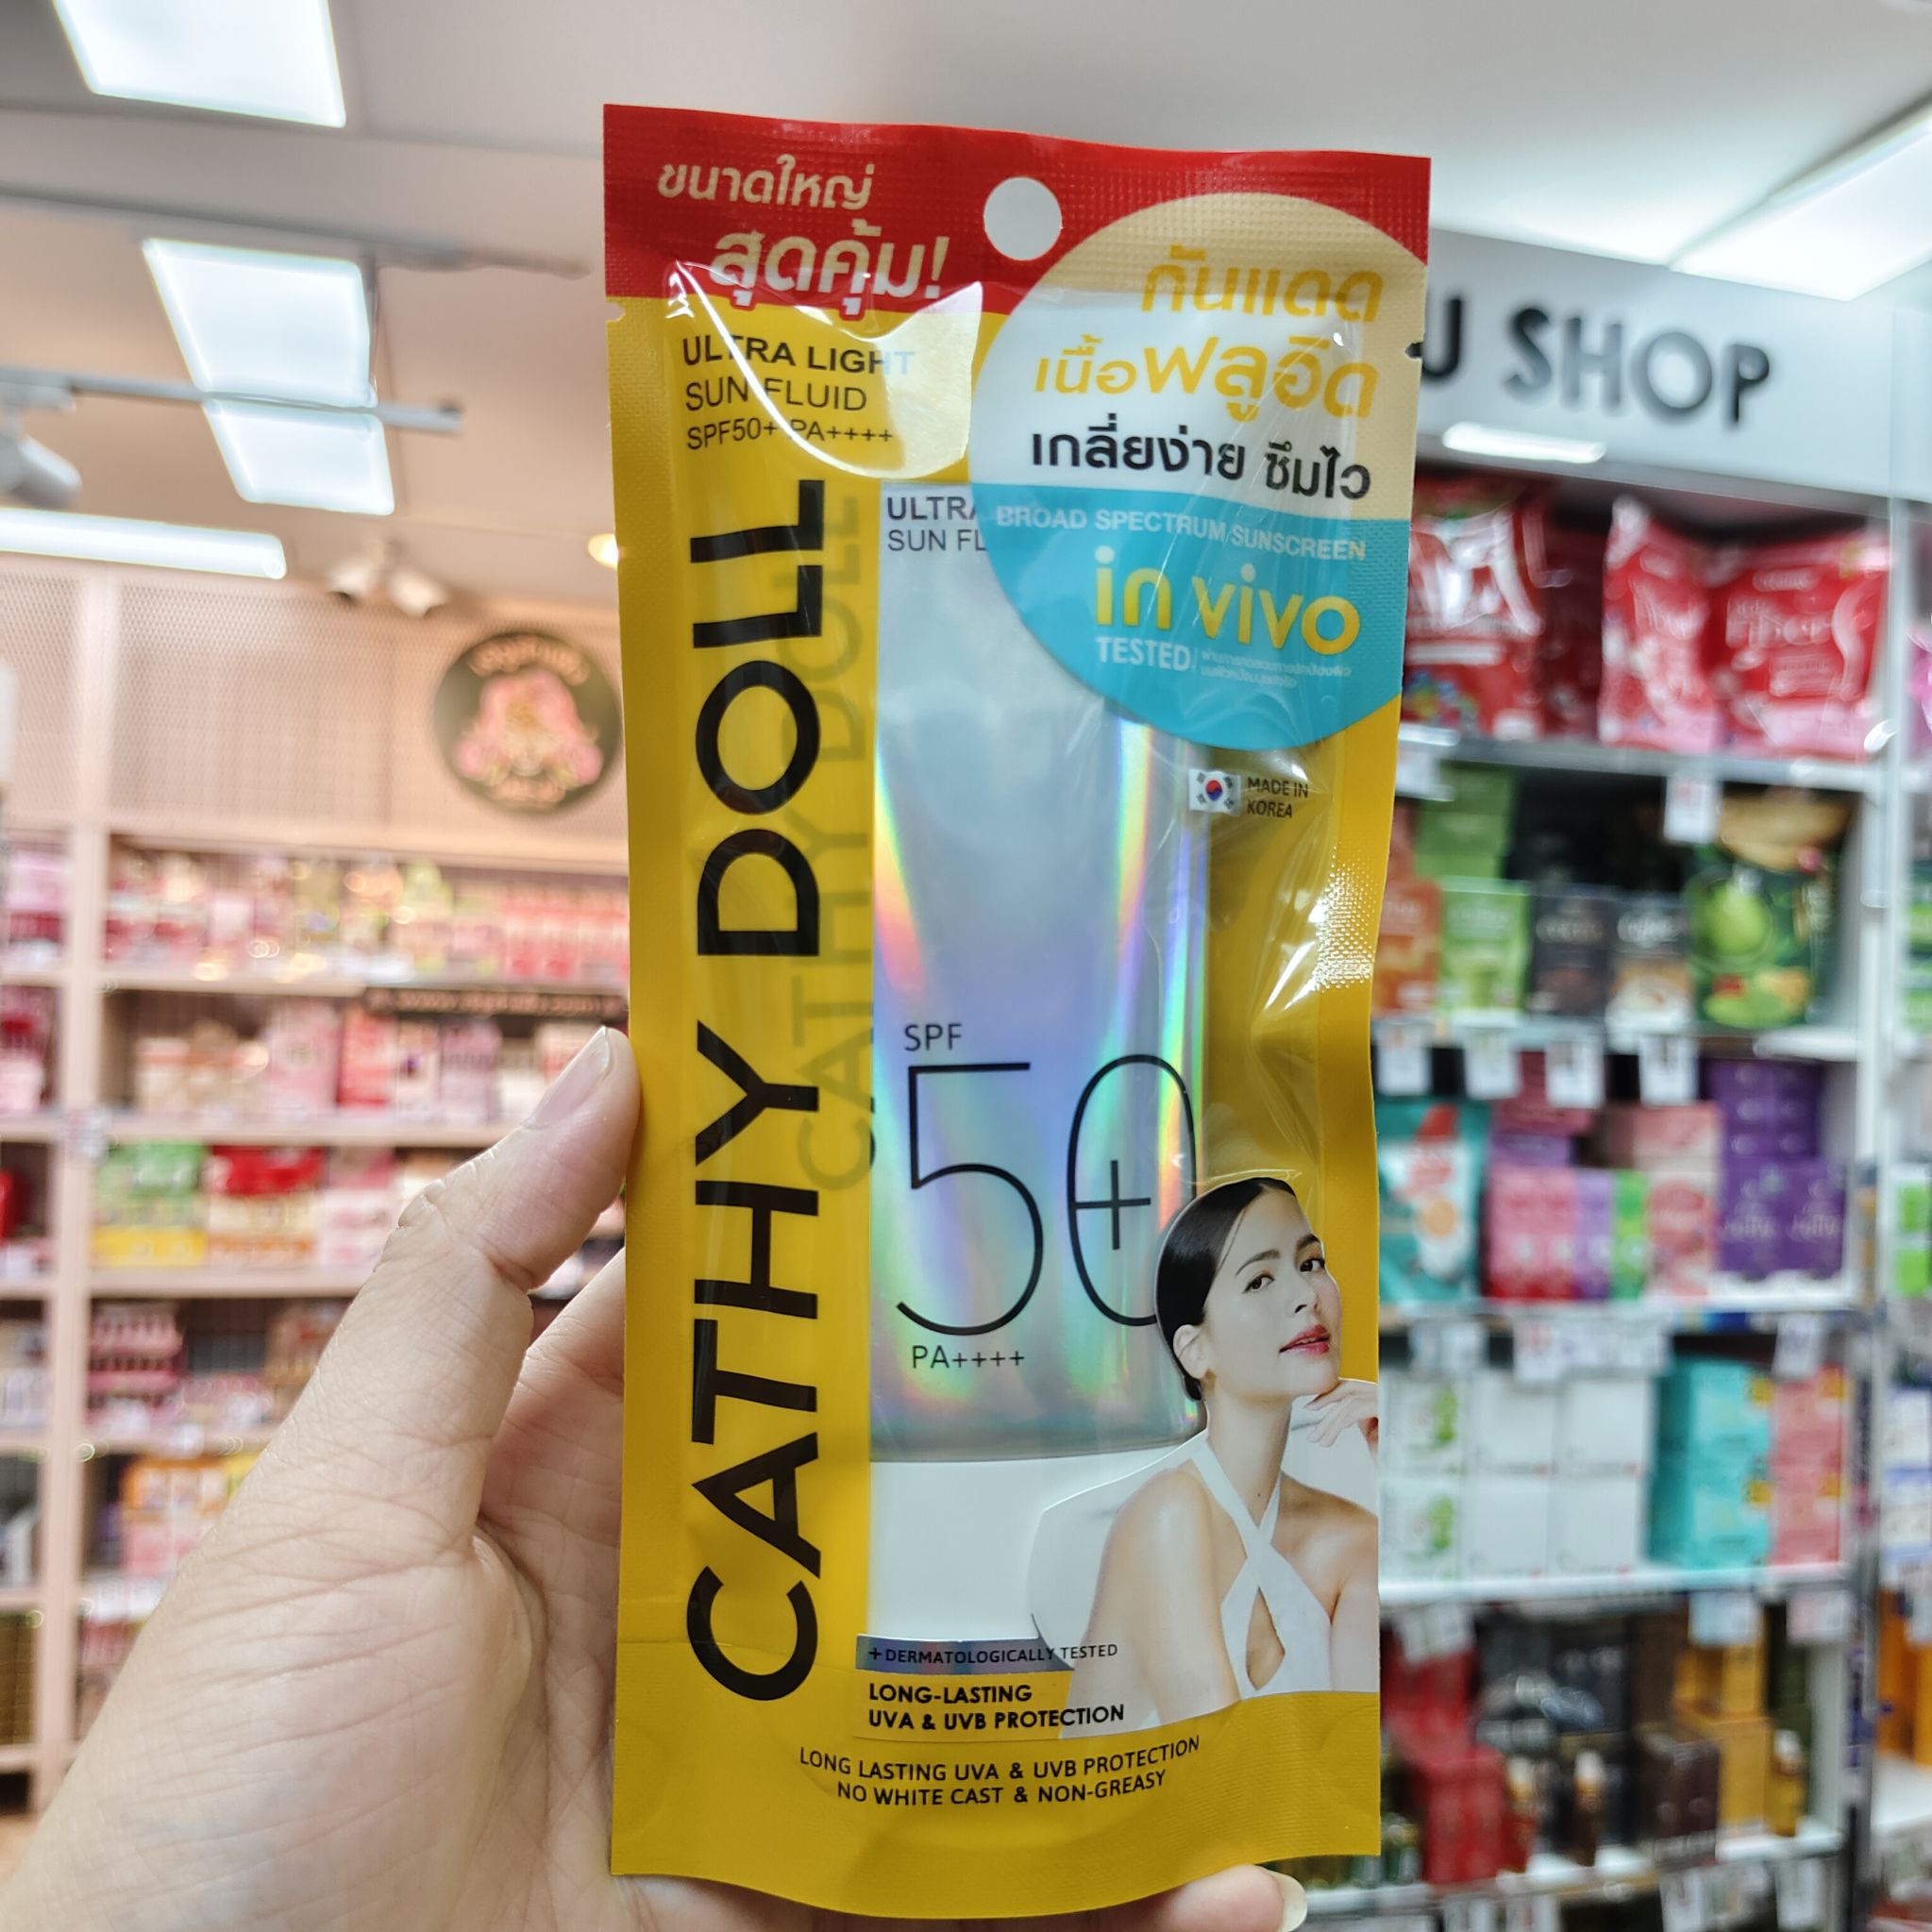 ขนาดใหญ่
สุดคุ้ม!
ULTRA LIGHT
SUN FLUID
SPF50+ PA++++
กันแดด
เนื้อฟลูอิด
เกลี่ยง่าย ซึมไว
BROAD SPECTRUM SUNSCREEN
in vivo
TESTED
SHOP
ULTRA
SUN FL
MADE IN
KOREA
CATHY DOLL
CATHY DOLL
SPF
50+
PA++++
+DERMATOLOGICALLY TESTED
LONG-LASTING
UVA & UVB PROTECTION
LONG LASTING UVA & UVB PROTECTION
NO WHITE CAST & NON-GREASY